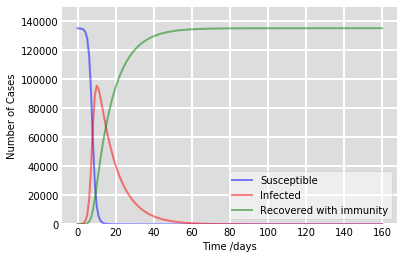 140000
120000
100000
80000
60000
40000
20000
0
Number of Cases
Susceptible
Infected
Recovered with immunity
0 20 40 60 80 100 120 140 160
Time /days